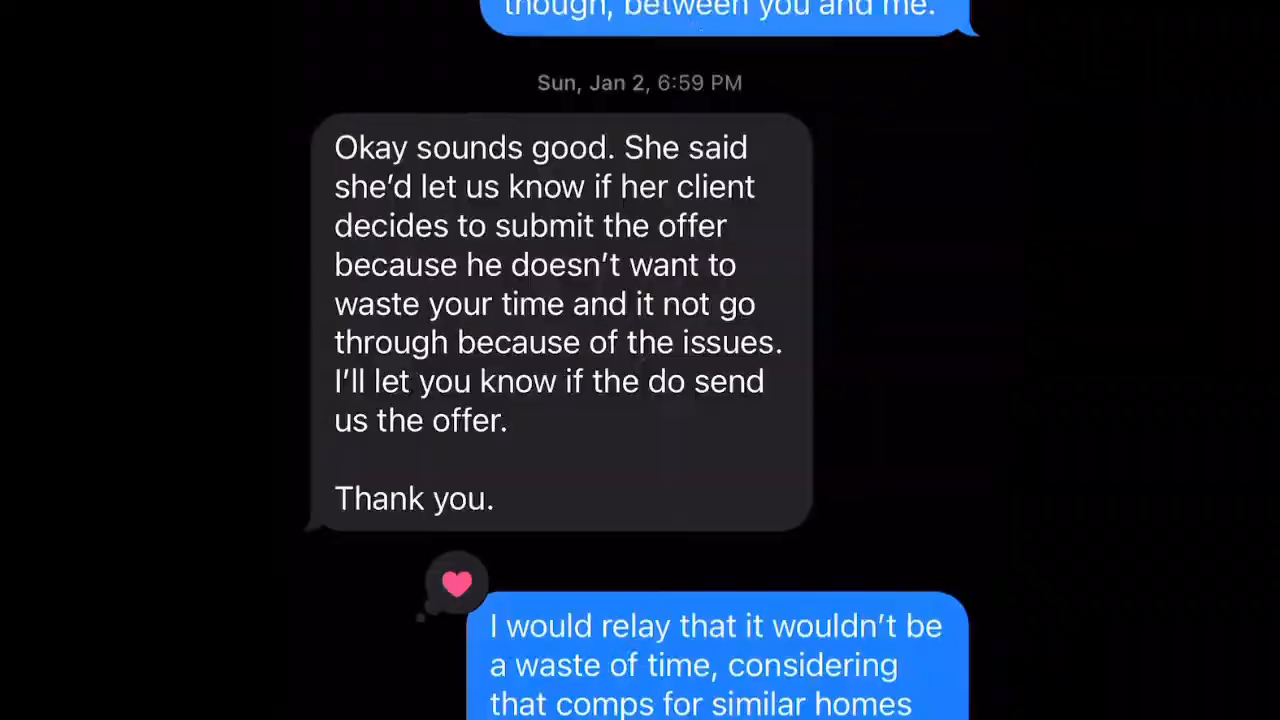 though, between you and me.
Sun, Jan 2, 6:59 PM
Okay sounds good. She said
she’d let us know if her client
decides to submit the offer
because he doesn’t want to
waste your time and it not go
through because of the issues.
I’ll let you know if the do send
us the offer.
Thank you.
I would relay that it wouldn’t be
a waste of time, considering
that comps for similar homes